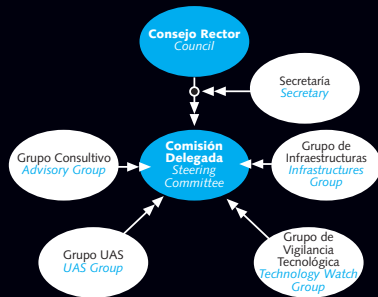 Consejo Rector
Council
Secretaría
Secretary
Grupo Consultivo
Advisory Group
Comisión
Delegada
Steering
Committee
Grupo de
Infraestructuras
Infrastructures
Group
Grupo UAS
UAS Group
Grupo de
Vigilancia
Tecnológica
Technology Watch
Group